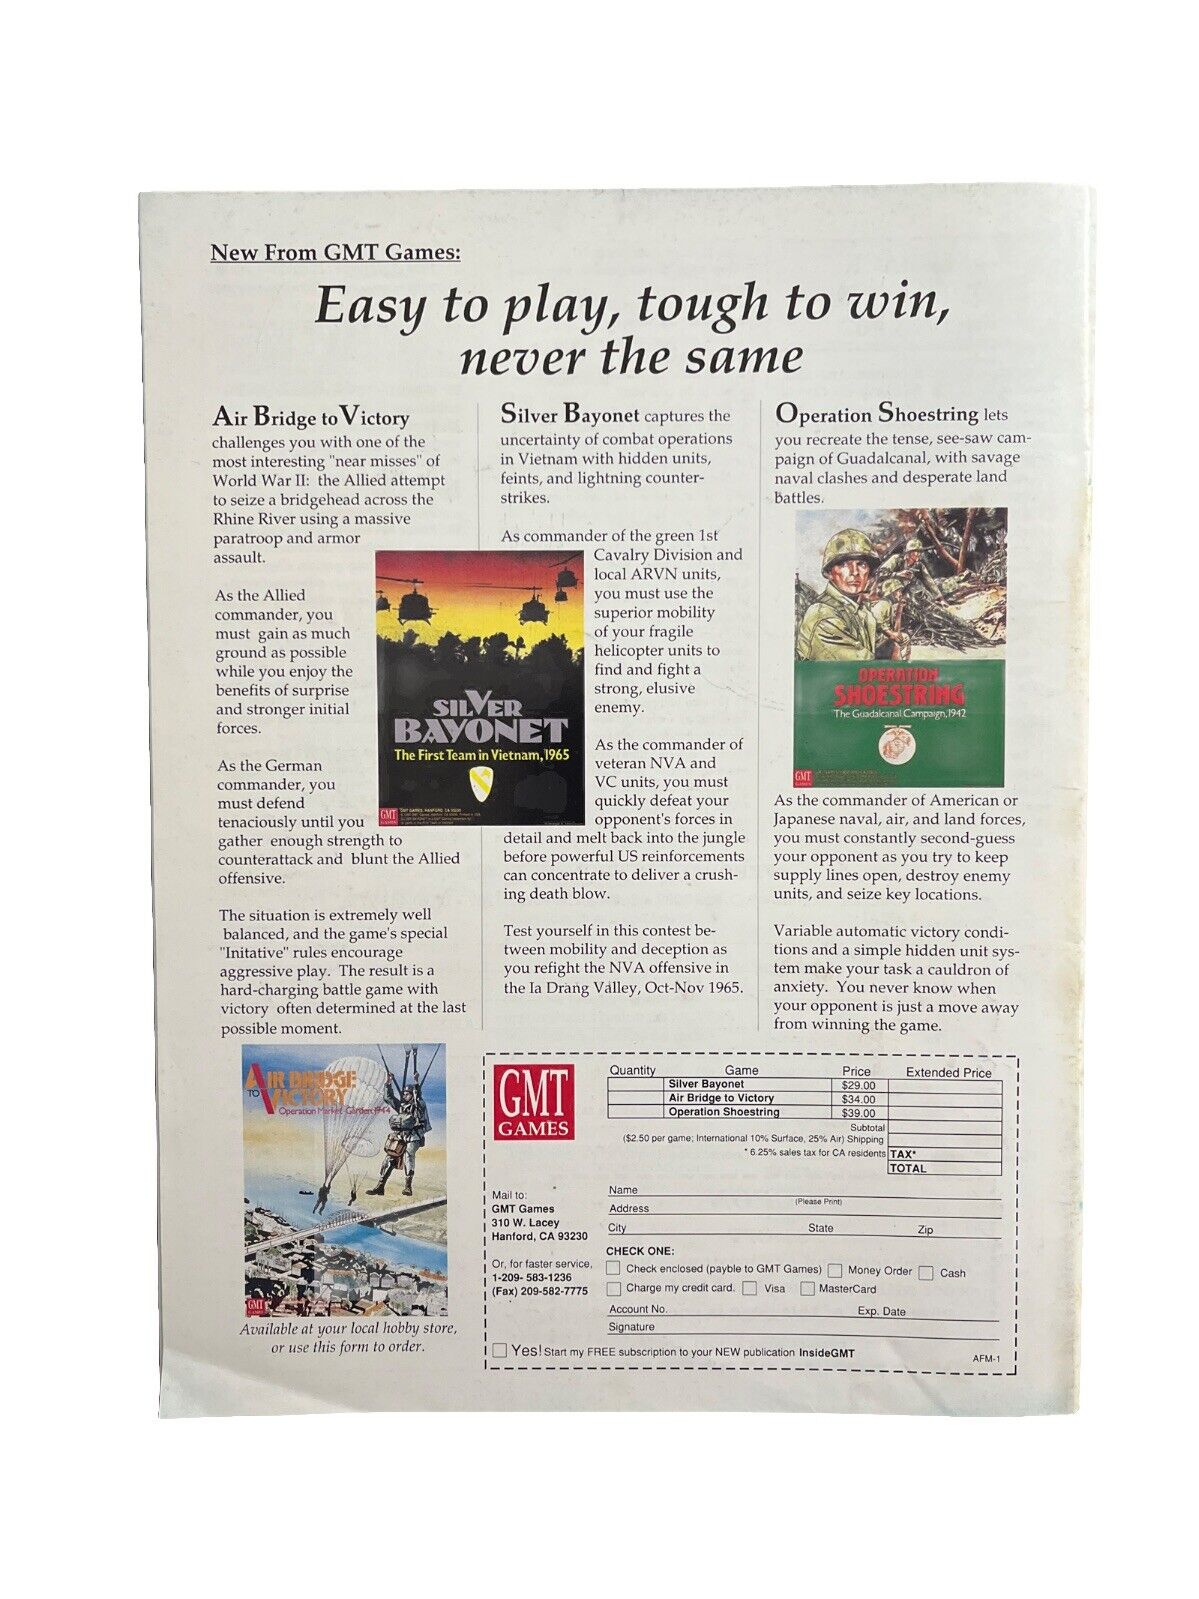 New From GMT Games:
Easy to play, tough to win,
never the same
Air Bridge to Victory
challenges you with one of the
most interesting "near misses" of
World War II:  the Allied attempt
to seize a bridgehead across the
Rhine River using a massive
paratroop and armor
assault.
As the Allied
commander, you
must  gain as much
ground as possible
while you enjoy the
benefits of surprise
and stronger initial
forces.
As the German
commander, you
must defend
tenaciously until you
gather  enough strength to
counterattack and  blunt the Allied
offensive.
The situation is extremely well
balanced, and the game's special
"Initative" rules encourage
aggressive play.  The result is a
hard-charging battle game with
victory  often determined at the last
possible moment.
AIR BRIDGE
TO VICTORY
Operation Market-Garden, 1944
GMT
GAMES
Available at your local hobby store,
or use this form to order.
Silver Bayonet captures the
uncertainty of combat operations
in Vietnam with hidden units,
feints, and lightning counter-
strikes.
As commander of the green 1st
Cavalry Division and
local ARVN units,
you must use the
superior mobility
of your fragile
helicopter units to
find and fight a
strong, elusive
enemy.
SILVER
BAYONET
The First Team in Vietnam, 1965
GMT
GAMES
As the commander of
veteran NVA and
VC units, you must
quickly defeat your
opponent's forces in
detail and melt back into the jungle
before powerful US reinforcements
can concentrate to deliver a crush-
ing death blow.
Test yourself in this contest be-
tween mobility and deception as
you refight the NVA offensive in
the Ia Drang Valley, Oct-Nov 1965.
Operation Shoestring lets
you recreate the tense, see-saw cam-
paign of Guadalcanal, with savage
naval clashes and desperate land
battles.
OPERATION
SHOESTRING
The Guadalcanal Campaign, 1942
GMT
GAMES
As the commander of American or
Japanese naval, air, and land forces,
you must constantly second-guess
your opponent as you try to keep
supply lines open, destroy enemy
units, and seize key locations.
Variable automatic victory condi-
tions and a simple hidden unit sys-
tem make your task a cauldron of
anxiety.  You never know when
your opponent is just a move away
from winning the game.
GMT
GAMES
Quantity Game Price Extended Price
Silver Bayonet $29.00
Air Bridge to Victory $34.00
Operation Shoestring $39.00
Subtotal
($2.50 per game; International 10% Surface, 25% Air) Shipping
* 6.25% sales tax for CA residents TAX*
TOTAL
Mail to:
GMT Games
310 W. Lacey
Hanford, CA 93230
Or, for faster service,
1-209- 583-1236
(Fax) 209-582-7775
Name
(Please Print)
Address
City State Zip
CHECK ONE:
Check enclosed (payble to GMT Games) Money Order Cash
Charge my credit card. Visa MasterCard
Account No. Exp. Date
Signature
Yes! Start my FREE subscription to your NEW publication InsideGMT
AFM-1